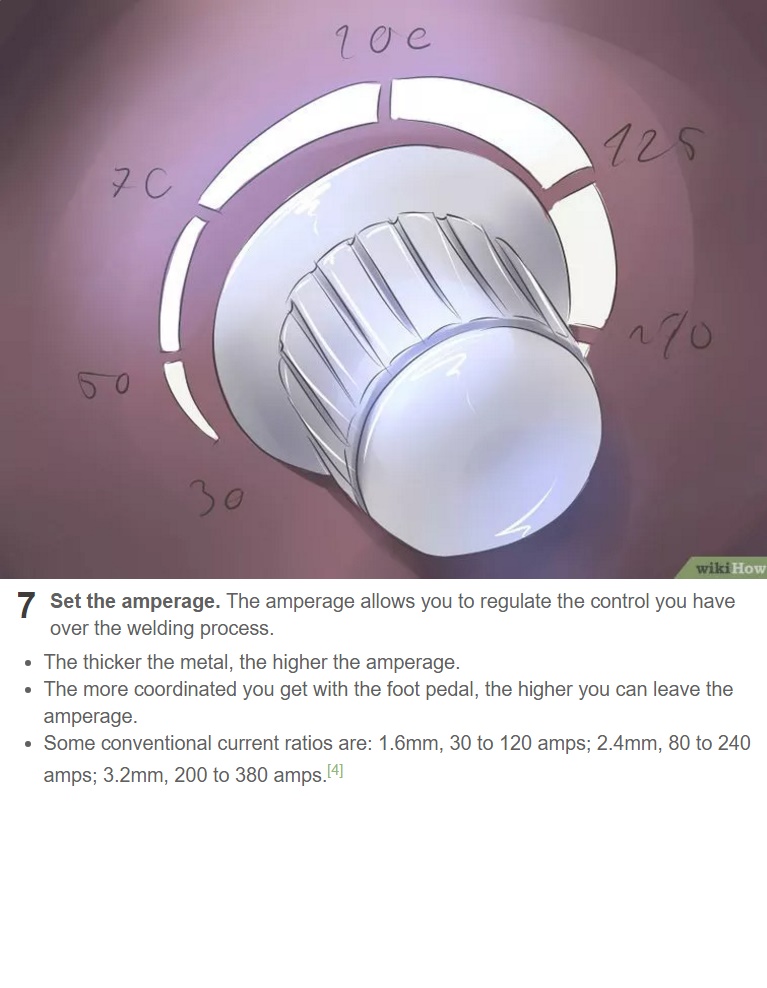 100
70
125
50
30
wikiHow
7 Set the amperage. The amperage allows you to regulate the control you have
over the welding process.
• The thicker the metal, the higher the amperage.
• The more coordinated you get with the foot pedal, the higher you can leave the
amperage.
• Some conventional current ratios are: 1.6mm, 30 to 120 amps; 2.4mm, 80 to 240
amps; 3.2mm, 200 to 380 amps.[4]